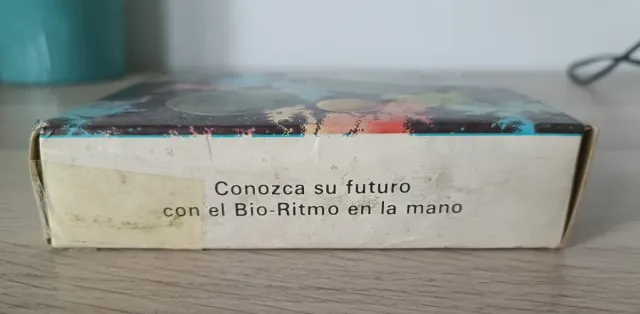 Conozca su futuro
con el Bio-Ritmo en la mano